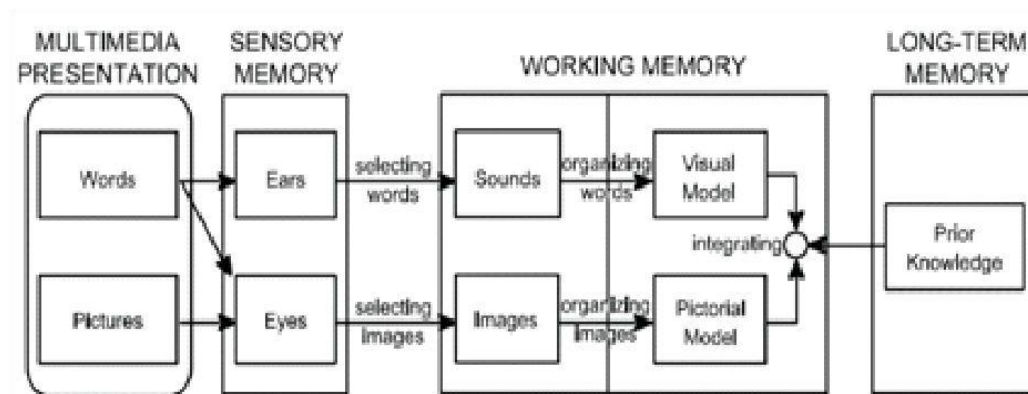 MULTIMEDIA
PRESENTATION
SENSORY
MEMORY
WORKING MEMORY
LONG-TERM
MEMORY
Words
Ears
selecting
words
Sounds
organizing
words
Visual
Model
integrating
Prior
Knowledge
Pictures
Eyes
selecting
images
Images
organizing
images
Pictorial
Model